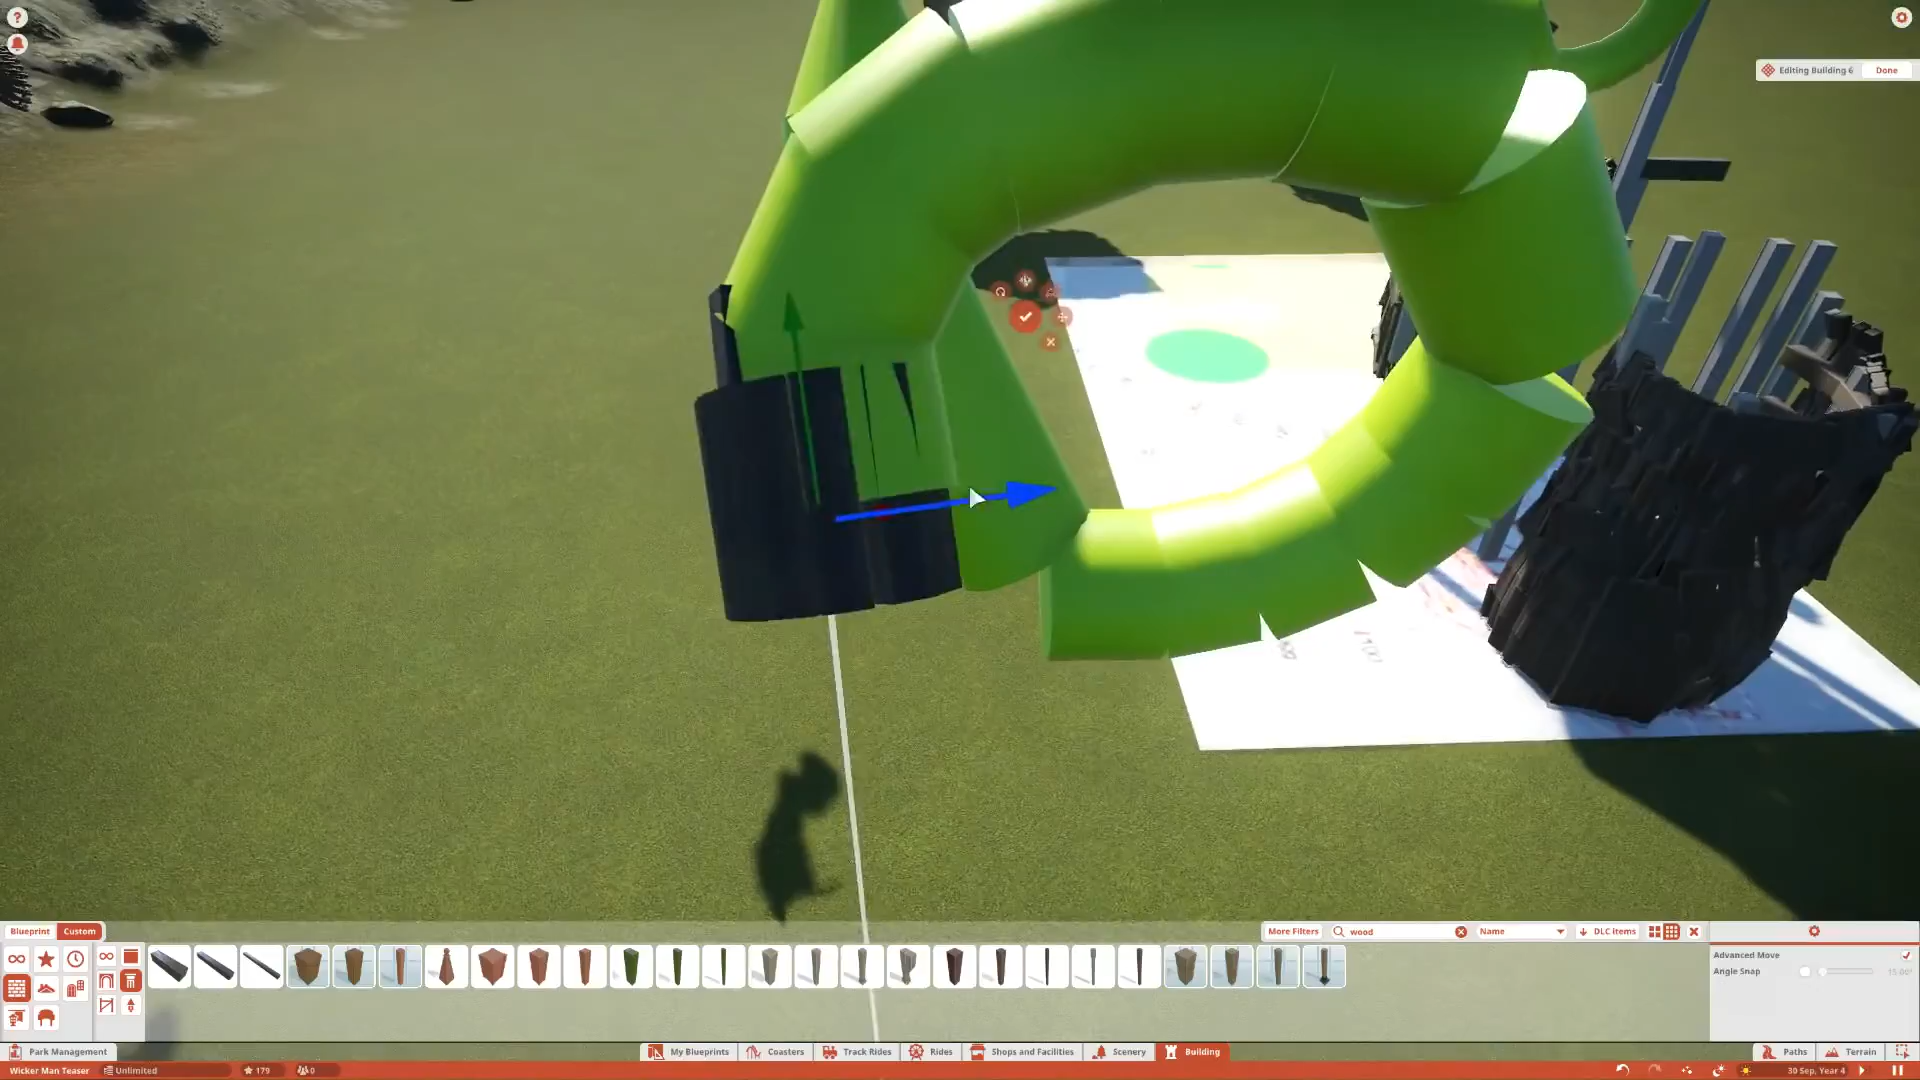 ?
Editing Building 6
Done
Blueprint
Custom
More Filters
wood
Name
DLC Items
Advanced Move
Angle Snap
15.00°
Park Management
My Blueprints
Coasters
Track Rides
Rides
Shops and Facilities
Scenery
Building
Paths
Terrain
Wicker Man Teaser
Unlimited
179
0
30 Sep, Year 4